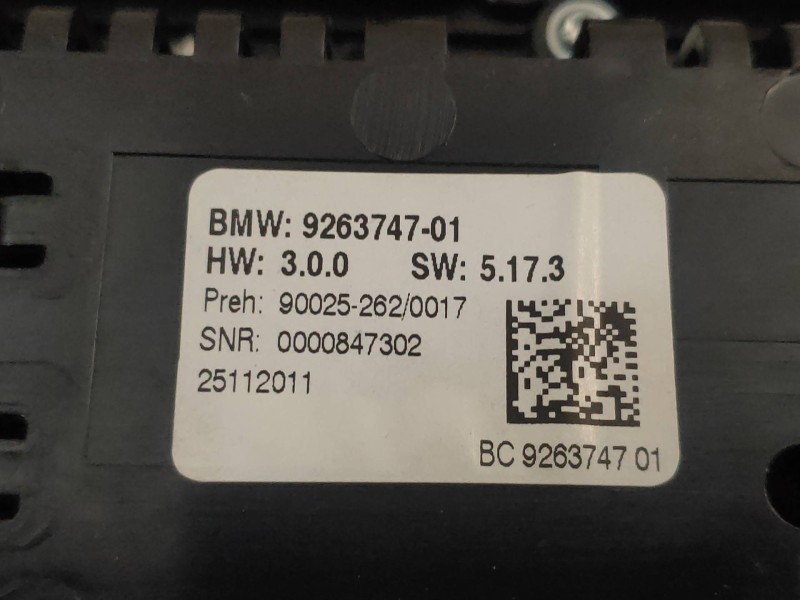 BMW: 9263747-01
HW: 3.0.0 SW: 5.17.3
Preh: 90025-262/0017
SNR: 0000847302
25112011
BC 9263747 01